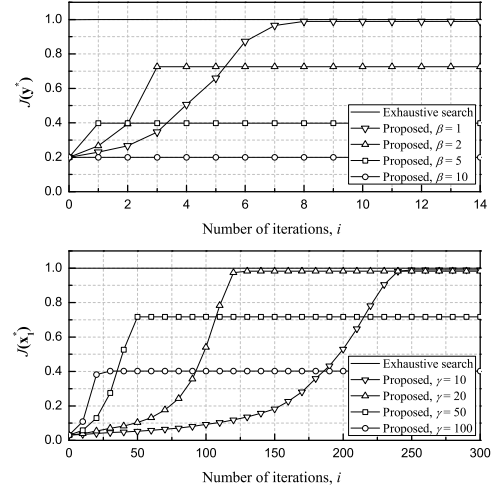 1.0
0.8
0.6
0.4
0.2
0.0
J(y*)
Exhaustive search
Proposed, β = 1
Proposed, β = 2
Proposed, β = 5
Proposed, β = 10
0 2 4 6 8 10 12 14
Number of iterations, i
1.0
0.8
0.6
0.4
0.2
0.0
J(x₁*)
Exhaustive search
Proposed, γ = 10
Proposed, γ = 20
Proposed, γ = 50
Proposed, γ = 100
0 50 100 150 200 250 300
Number of iterations, i